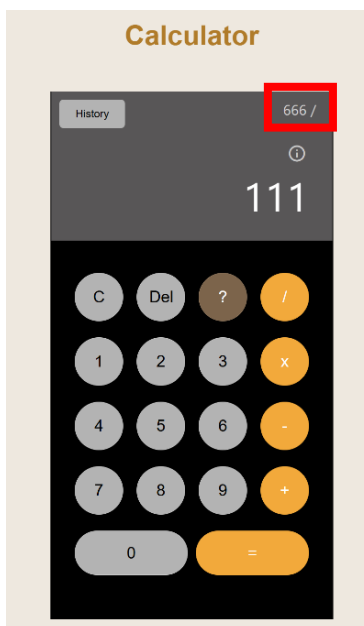 Calculator
History 666 /
111
C Del ? /
1 2 3 x
4 5 6 -
7 8 9 +
0 =